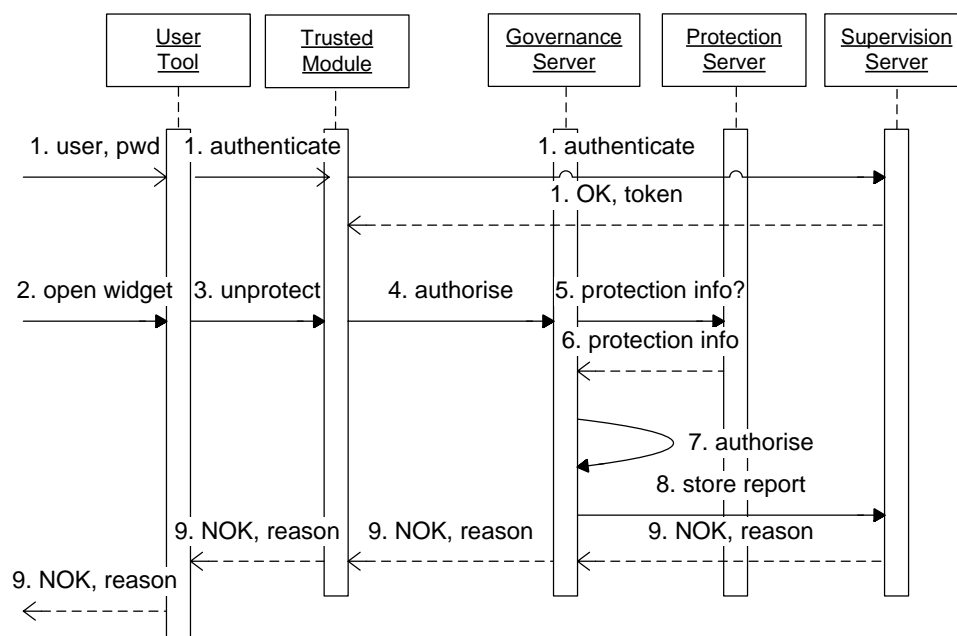 User
Tool
Trusted
Module
Governance
Server
Protection
Server
Supervision
Server
1. user, pwd
1. authenticate
1. authenticate
1. OK, token
2. open widget
3. unprotect
4. authorise
5. protection info?
6. protection info
7. authorise
8. store report
9. NOK, reason
9. NOK, reason
9. NOK, reason
9. NOK, reason